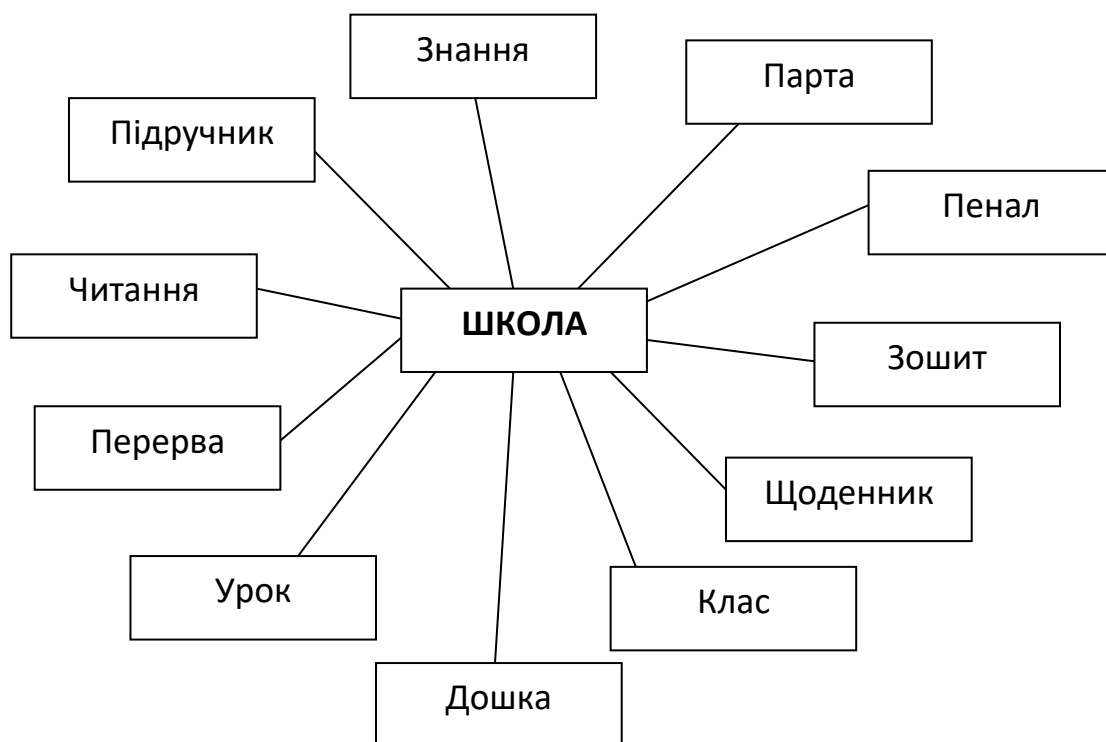 Знання
Парта
Підручник
Пенал
Читання
ШКОЛА
Зошит
Перерва
Щоденник
Урок
Клас
Дошка